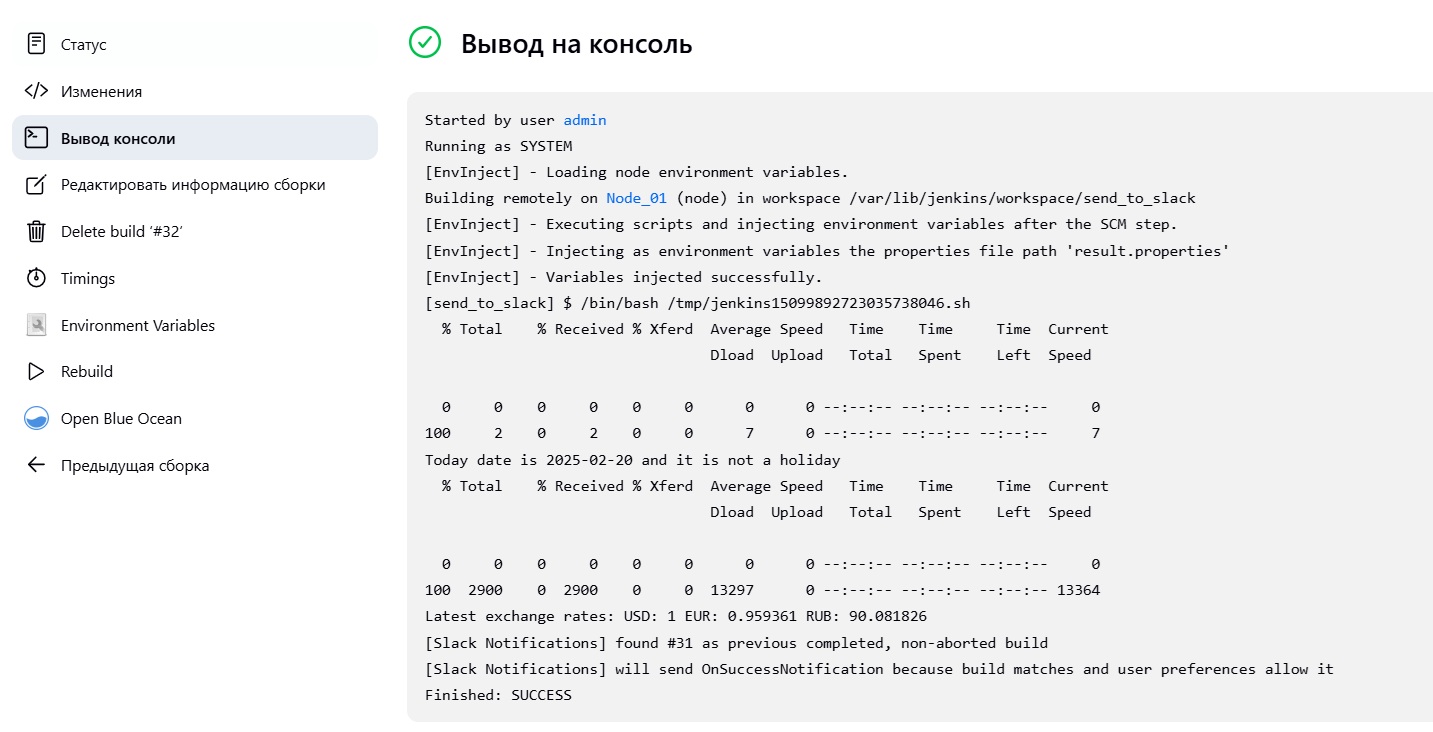 Статус
Изменения
Вывод консоли
Редактировать информацию сборки
Delete build ‘#32’
Timings
Environment Variables
Rebuild
Open Blue Ocean
Предыдущая сборка
Вывод на консоль
Started by user admin
Running as SYSTEM
[EnvInject] - Loading node environment variables.
Building remotely on Node_01 (node) in workspace /var/lib/jenkins/workspace/send_to_slack
[EnvInject] - Executing scripts and injecting environment variables after the SCM step.
[EnvInject] - Injecting as environment variables the properties file path 'result.properties'
[EnvInject] - Variables injected successfully.
[send_to_slack] $ /bin/bash /tmp/jenkins15099892723035738046.sh
  % Total    % Received % Xferd  Average Speed   Time    Time     Time  Current
                                 Dload  Upload   Total   Spent    Left  Speed
  0     0    0     0    0     0      0      0 --:--:-- --:--:-- --:--:--     0
100     2    0     2    0     0      7      0 --:--:-- --:--:-- --:--:--     7
Today date is 2025-02-20 and it is not a holiday
  % Total    % Received % Xferd  Average Speed   Time    Time     Time  Current
                                 Dload  Upload   Total   Spent    Left  Speed
  0     0    0     0    0     0      0      0 --:--:-- --:--:-- --:--:--     0
100  2900    0  2900    0     0  13297      0 --:--:-- --:--:-- --:--:-- 13364
Latest exchange rates: USD: 1 EUR: 0.959361 RUB: 90.081826
[Slack Notifications] found #31 as previous completed, non-aborted build
[Slack Notifications] will send OnSuccessNotification because build matches and user preferences allow it
Finished: SUCCESS